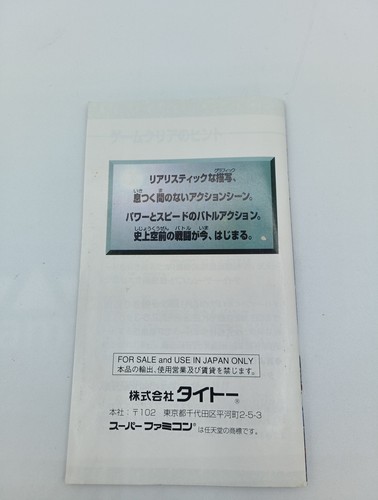 リアリスティックな描写、
息つく間のないアクションシーン。
パワーとスピードのバトルアクション。
史上空前の戦闘が今、はじまる。
FOR SALE and USE IN JAPAN ONLY
本品の輸出、使用営業及び賃貸を禁じます。
株式会社 タイトー®
本社:〒102 東京都千代田区平河町2-5-3
スーパーファミコン®は任天堂の商標です。